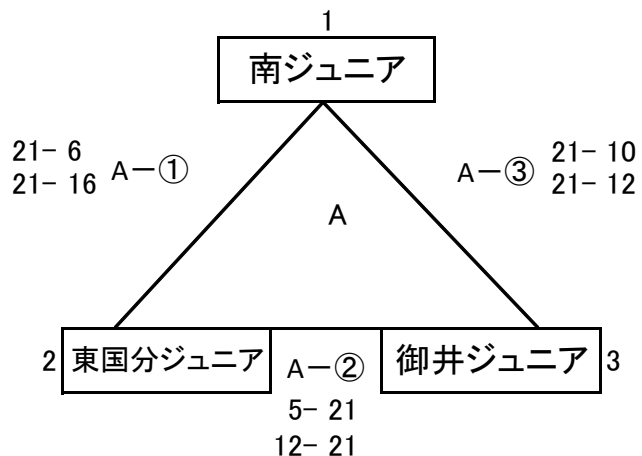 1
南ジュニア
21- 6
21- 16
A-①
A-③
21- 10
21- 12
A
2
東国分ジュニア
A-②
御井ジュニア
3
5- 21
12- 21